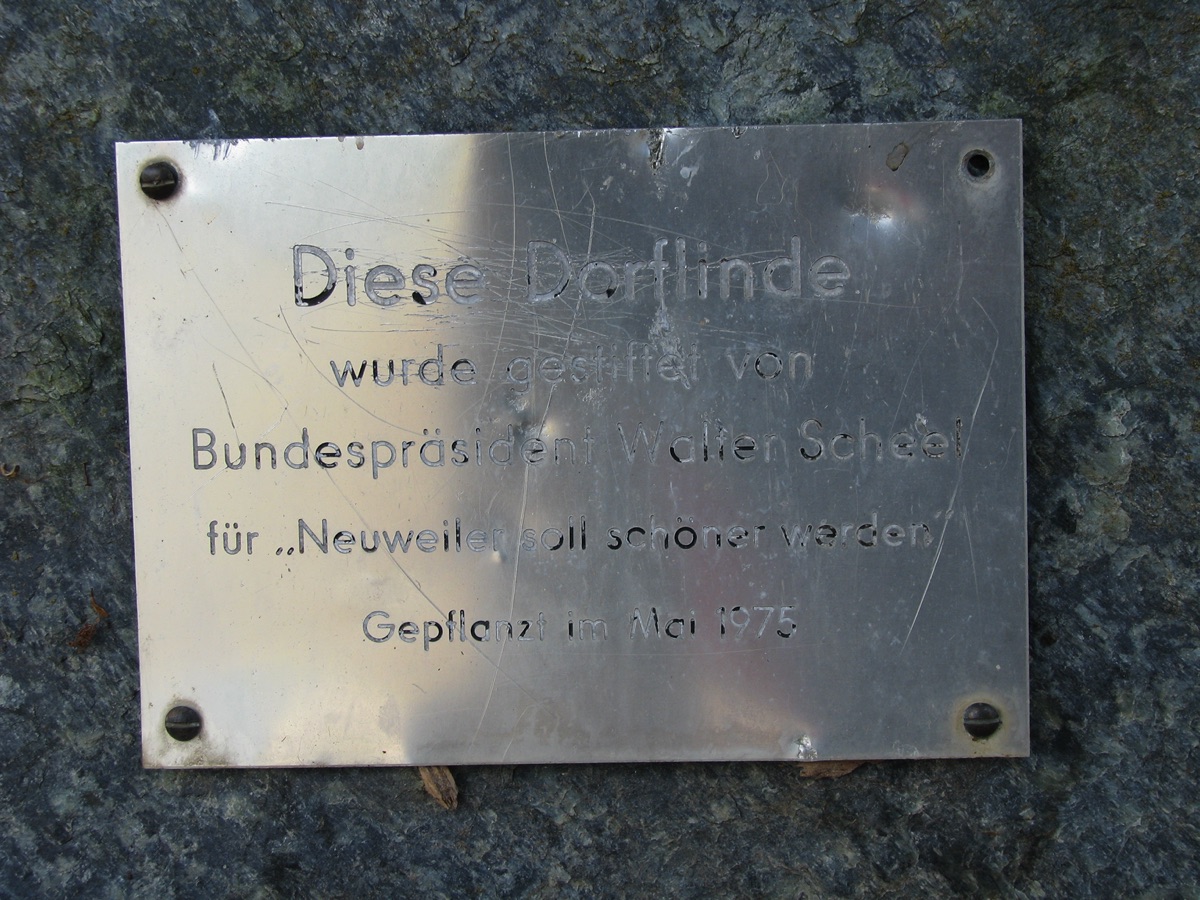 Diese Dorflinde
wurde gestiftet von
Bundespräsident Walter Scheel
für „Neuweiler soll schöner werden
Gepflanzt im Mai 1975